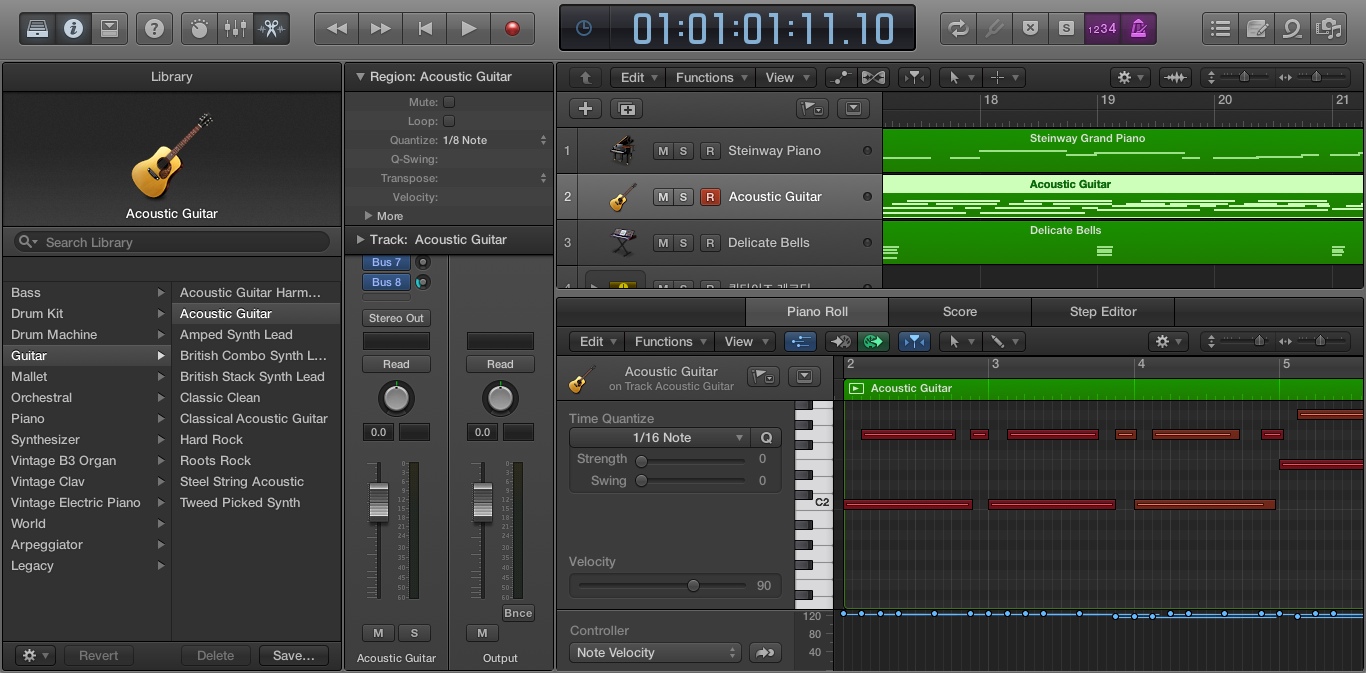 01:01:01:11.10
S
1234
Library
Acoustic Guitar
Search Library
Bass
Drum Kit
Drum Machine
Guitar
Mallet
Orchestral
Piano
Synthesizer
Vintage B3 Organ
Vintage Clav
Vintage Electric Piano
World
Arpeggiator
Legacy
Acoustic Guitar Harm...
Acoustic Guitar
Amped Synth Lead
British Combo Synth L...
British Stack Synth Lead
Classic Clean
Classical Acoustic Guitar
Hard Rock
Roots Rock
Steel String Acoustic
Tweed Picked Synth
Revert
Delete
Save...
Region: Acoustic Guitar
Mute:
Loop:
Quantize: 1/8 Note
Q-Swing:
Transpose:
Velocity:
More
Track: Acoustic Guitar
Bus 7
Bus 8
Stereo Out
Read
Read
0.0
0.0
Bnce
M S
M
Acoustic Guitar
Output
Edit Functions View
18 19 20 21
1 M S R Steinway Piano
2 M S R Acoustic Guitar
3 M S R Delicate Bells
Steinway Grand Piano
Acoustic Guitar
Delicate Bells
Piano Roll Score Step Editor
Edit Functions View
2 3 4 5
Acoustic Guitar
on Track Acoustic Guitar
Acoustic Guitar
Time Quantize
1/16 Note Q
Strength 0
Swing 0
C2
Velocity
90
Controller
Note Velocity
120
80
40